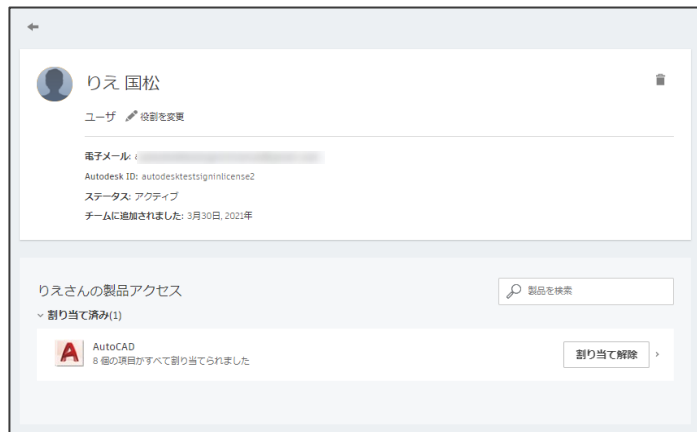 りえ 国松
ユーザ 役割を変更
電子メール:
Autodesk ID: autodesktestsigninlicense2
ステータス: アクティブ
チームに追加されました: 3月30日, 2021年
りえさんの製品アクセス
製品を検索
割り当て済み(1)
AutoCAD
8 個の項目がすべて割り当てられました
割り当て解除